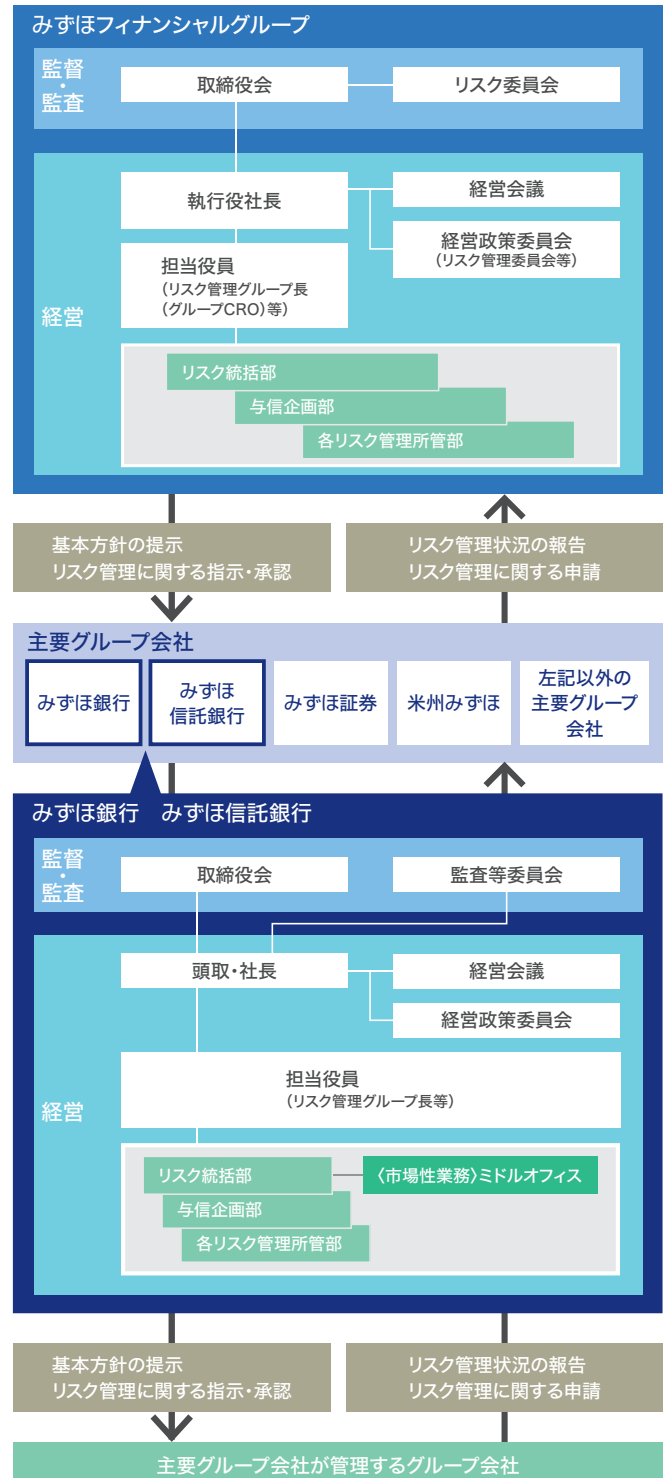 みずほフィナンシャルグループ
監督
・
監査
取締役会
リスク委員会
経営
執行役社長
経営会議
経営政策委員会
（リスク管理委員会等）
担当役員
（リスク管理グループ長
（グループCRO）等）
リスク統括部
与信企画部
各リスク管理所管部
基本方針の提示
リスク管理に関する指示・承認
リスク管理状況の報告
リスク管理に関する申請
主要グループ会社
みずほ銀行
みずほ
信託銀行
みずほ証券
米州みずほ
左記以外の
主要グループ
会社
みずほ銀行　みずほ信託銀行
監督
・
監査
取締役会
監査等委員会
経営
頭取・社長
経営会議
経営政策委員会
担当役員
（リスク管理グループ長等）
リスク統括部
〈市場性業務〉ミドルオフィス
与信企画部
各リスク管理所管部
基本方針の提示
リスク管理に関する指示・承認
リスク管理状況の報告
リスク管理に関する申請
主要グループ会社が管理するグループ会社